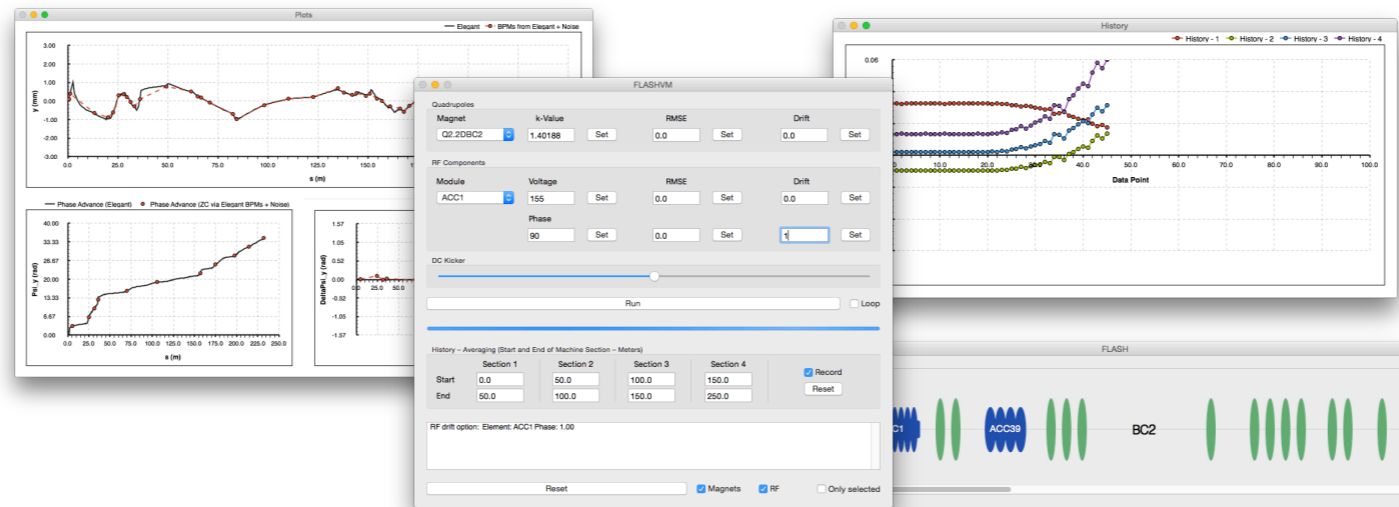 Plots
Elegant BPMs from Elegant + Noise
3.00
2.00
1.00
0.00
-1.00
-2.00
-3.00
y (mm)
0.0 25.0 50.0 100.0 150.0
s (m)
Phase Advance (Elegant) Phase Advance (ZC via Elegant BPMs + Noise)
40.00
33.33
26.67
20.00
13.33
6.67
0.00
Psi_y (rad)
0.0 25.0 50.0 75.0 100.0 125.0 150.0 175.0 200.0 225.0 250.0
s (m)
1.57
1.05
0.52
0.00
-0.52
-1.05
-1.57
DeltaPsi_y (rad)
0.0 25.0 50.0
FLASHVM
Quadrupoles
Magnet k-Value RMSE Drift
Q2.2DBC2 1.40188 Set 0.0 Set 0.0 Set
RF Components
Module Voltage RMSE Drift
ACC1 155 Set 0.0 Set 0.0 Set
Phase
90 Set 0.0 Set 1 Set
DC Kicker
Run Loop
History – Averaging (Start and End of Machine Section – Meters)
Section 1 Section 2 Section 3 Section 4
Start 0.0 50.0 100.0 150.0 Record
End 50.0 100.0 150.0 250.0 Reset
RF drift option: Element: ACC1 Phase: 1.00
Reset Magnets RF Only selected
History
History - 1 History - 2 History - 3 History - 4
0.06
0.0 10.0 20.0 30.0 40.0 50.0 60.0 70.0 80.0 90.0 100.0
Data Point
FLASH
C1 ACC39 BC2